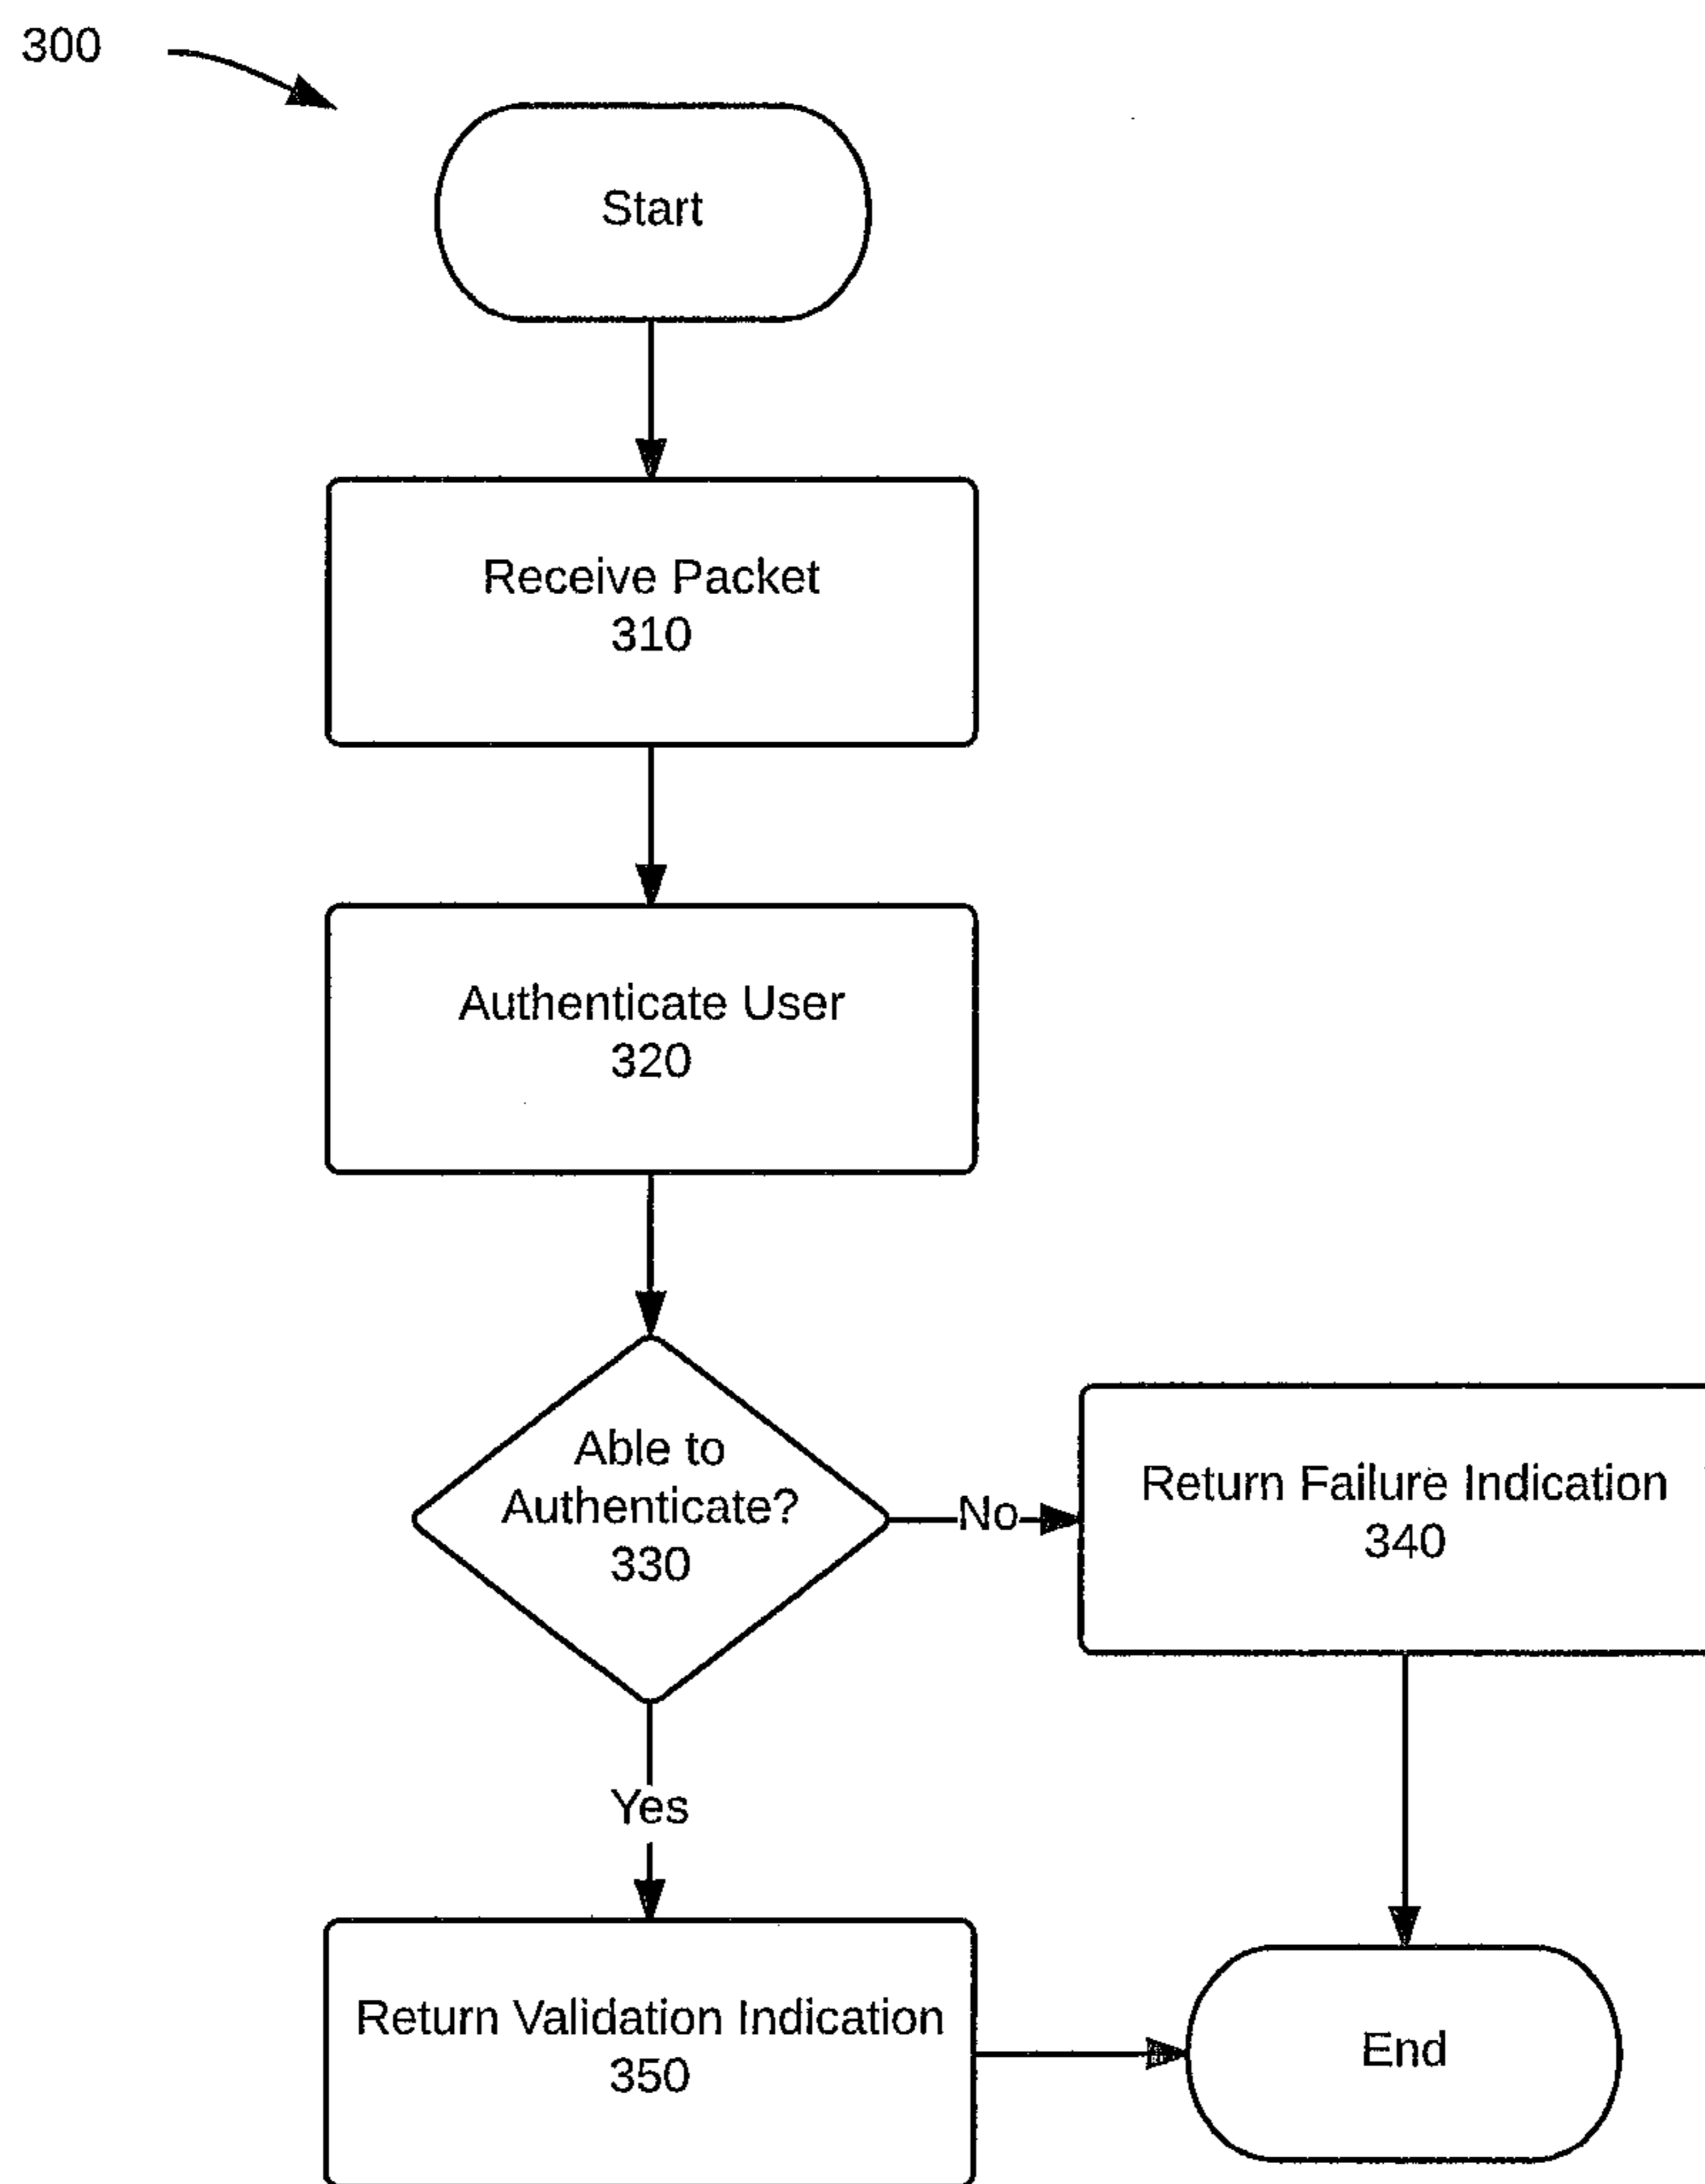 300
Start
Receive Packet
310
Authenticate User
320
Able to
Authenticate?
330
No
Return Failure Indication
340
Yes
Return Validation Indication
350
End